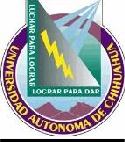 LUCHAR PARA LOGRAR
LOGRAR PARA DAR
UNIVERSIDAD AUTONOMA DE CHIHUAHUA